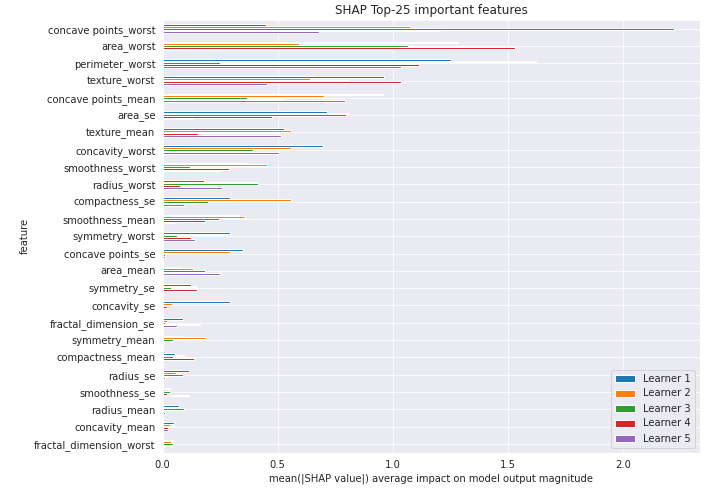 SHAP Top-25 important features
concave points_worst
area_worst
perimeter_worst
texture_worst
concave points_mean
area_se
texture_mean
concavity_worst
smoothness_worst
radius_worst
compactness_se
smoothness_mean
symmetry_worst
concave points_se
area_mean
symmetry_se
concavity_se
fractal_dimension_se
symmetry_mean
compactness_mean
radius_se
smoothness_se
radius_mean
concavity_mean
fractal_dimension_worst
feature
Learner 1
Learner 2
Learner 3
Learner 4
Learner 5
0.0 0.5 1.0 1.5 2.0
mean(|SHAP value|) average impact on model output magnitude